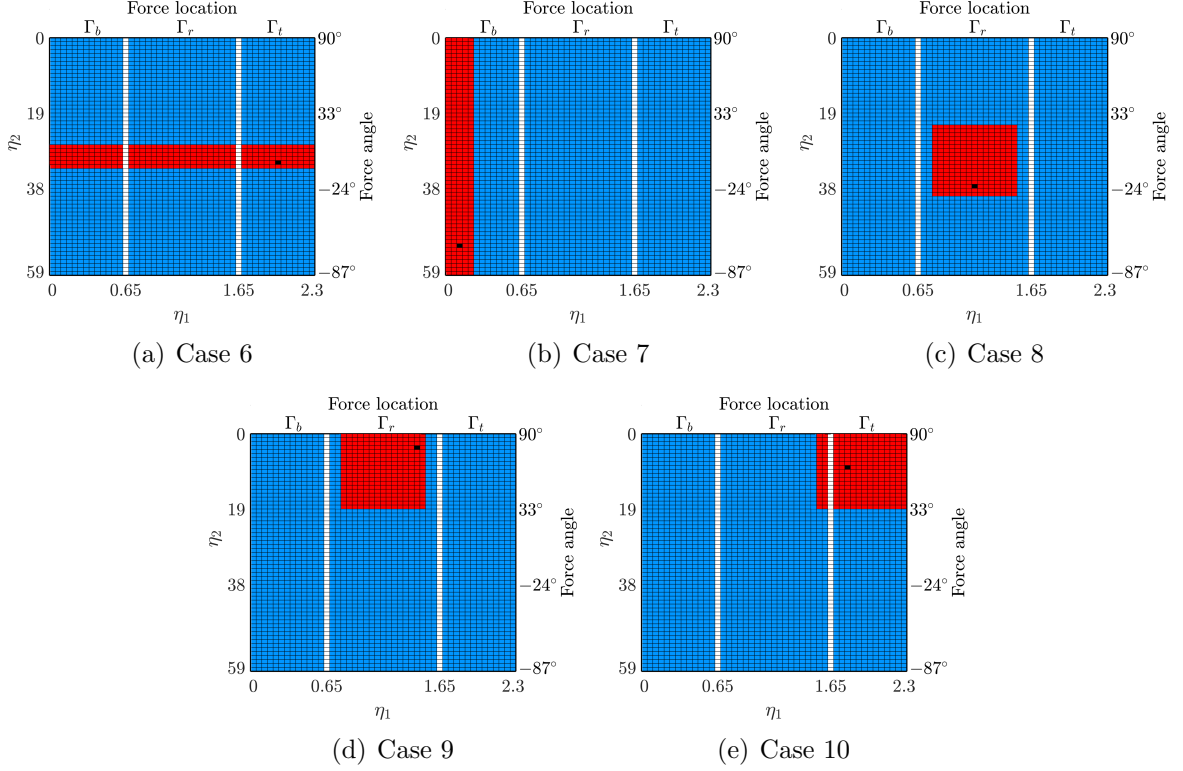 Force location
Γb Γr Γt
0 90°
19 33°
η2 Force angle
38 −24°
59 −87°
0 0.65 1.65 2.3
η1
(a) Case 6
Force location
Γb Γr Γt
0 90°
19 33°
η2 Force angle
38 −24°
59 −87°
0 0.65 1.65 2.3
η1
(b) Case 7
Force location
Γb Γr Γt
0 90°
19 33°
η2 Force angle
38 −24°
59 −87°
0 0.65 1.65 2.3
η1
(c) Case 8
Force location
Γb Γr Γt
0 90°
19 33°
η2 Force angle
38 −24°
59 −87°
0 0.65 1.65 2.3
η1
(d) Case 9
Force location
Γb Γr Γt
0 90°
19 33°
η2 Force angle
38 −24°
59 −87°
0 0.65 1.65 2.3
η1
(e) Case 10